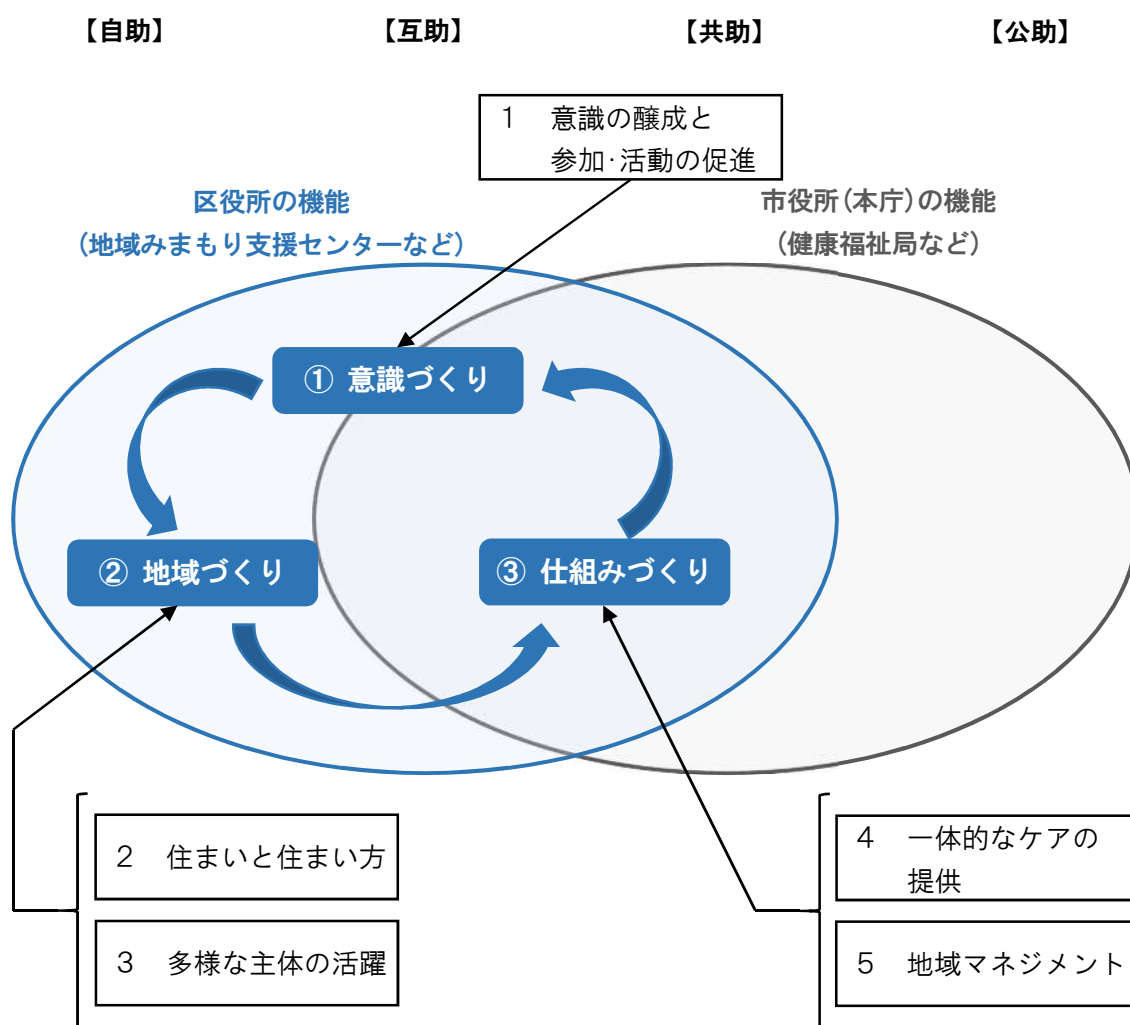 【自助】 【互助】 【共助】 【公助】
1 意識の醸成と
参加･活動の促進
区役所の機能
（地域みまもり支援センターなど）
市役所（本庁）の機能
（健康福祉局など）
① 意識づくり
② 地域づくり
③ 仕組みづくり
2 住まいと住まい方
3 多様な主体の活躍
4 一体的なケアの
提供
5 地域マネジメント